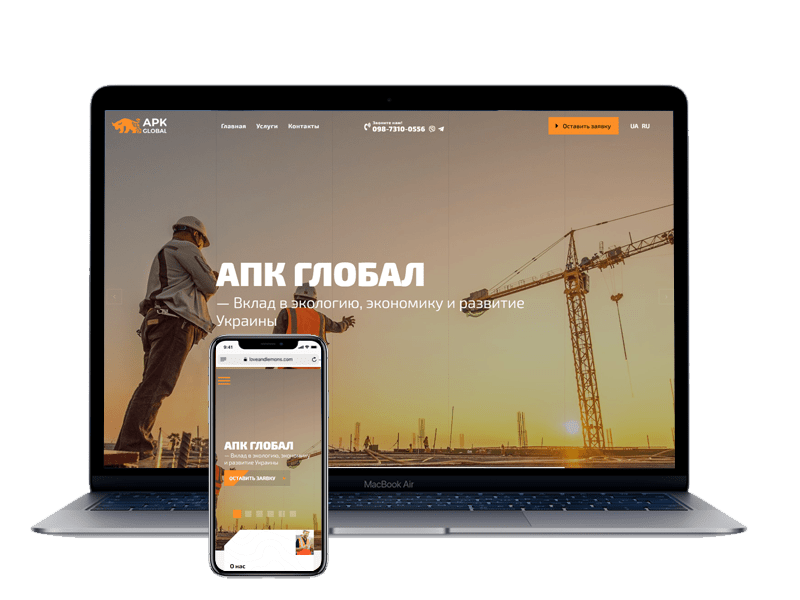 АРК
GLOBAL
Главная Услуги Контакты
Звоните нам!
098-7310-0556
Оставить заявку
UA RU
АПК ГЛОБАЛ
— Вклад в экологию, экономику и развитие
Украины
9:41
loveandlemons.com
АПК ГЛОБАЛ
— Вклад в экологию, экономику
и развитие Украины
ОСТАВИТЬ ЗАЯВКУ
О нас
MacBook Air